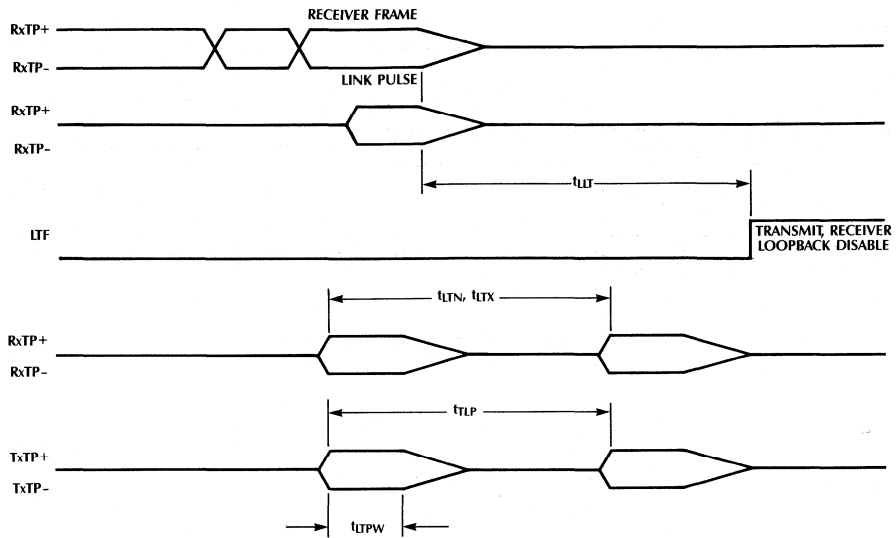 RECEIVER FRAME
RxTP+
RxTP−
LINK PULSE
RxTP+
RxTP−
tLLT
LTF
TRANSMIT, RECEIVER
LOOPBACK DISABLE
tLTN, tLTX
RxTP+
RxTP−
tTLP
TxTP+
TxTP−
tLTPW